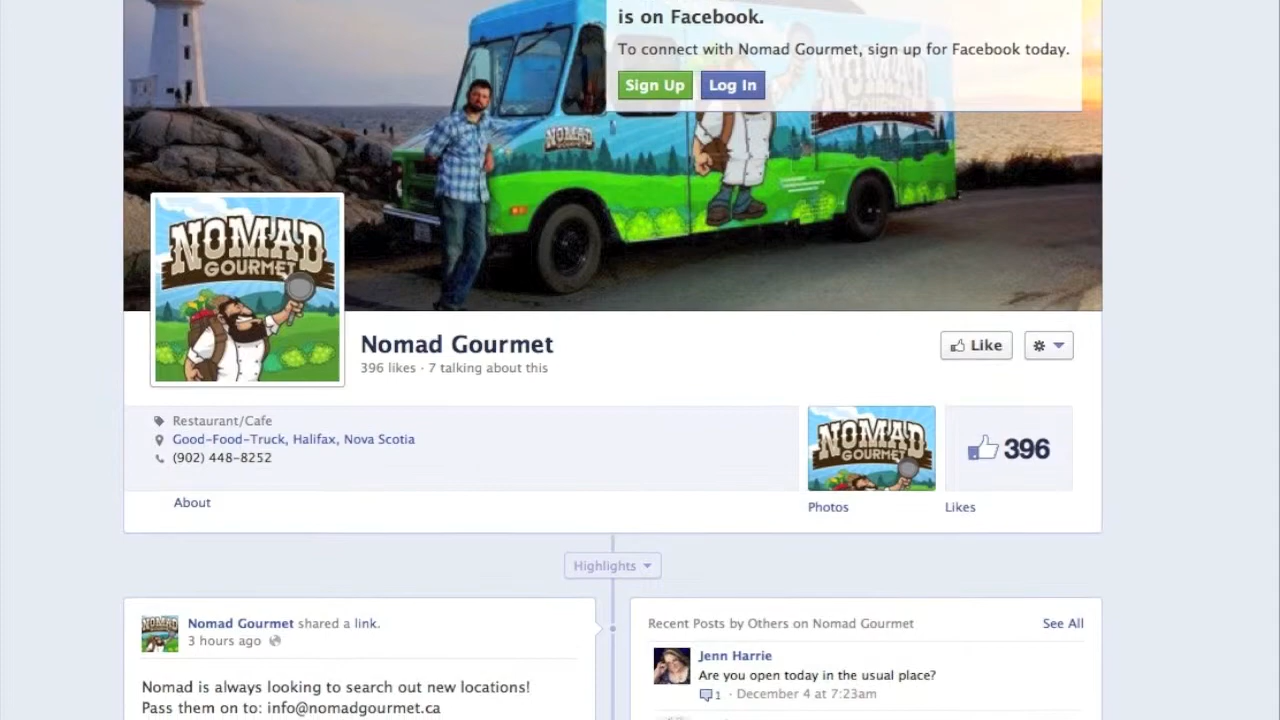 is on Facebook.
To connect with Nomad Gourmet, sign up for Facebook today.
Sign Up
Log In
NOMAD
GOURMET
NOMAD
NOMAD
GOURMET
Nomad Gourmet
396 likes · 7 talking about this
Like
Restaurant/Cafe
Good-Food-Truck, Halifax, Nova Scotia
(902) 448-8252
NOMAD
GOURMET
396
About
Photos
Likes
Highlights
Nomad Gourmet shared a link.
3 hours ago
Recent Posts by Others on Nomad Gourmet
See All
Jenn Harrie
Are you open today in the usual place?
1 · December 4 at 7:23am
Nomad is always looking to search out new locations!
Pass them on to: info@nomadgourmet.ca